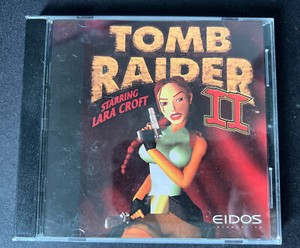 TOMB
RAIDER
II
STARRING
LARA CROFT
EIDOS